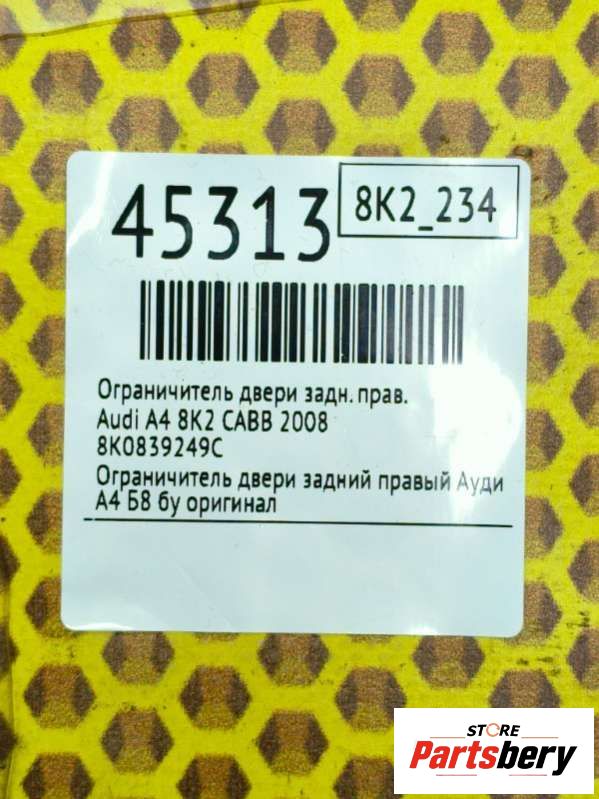 45313
8K2_234
Ограничитель двери задн. прав.
Audi A4 8K2 CABB 2008
8K0839249C
Ограничитель двери задний правый Ауди
А4 Б8 бу оригинал
STORE
Partsbery